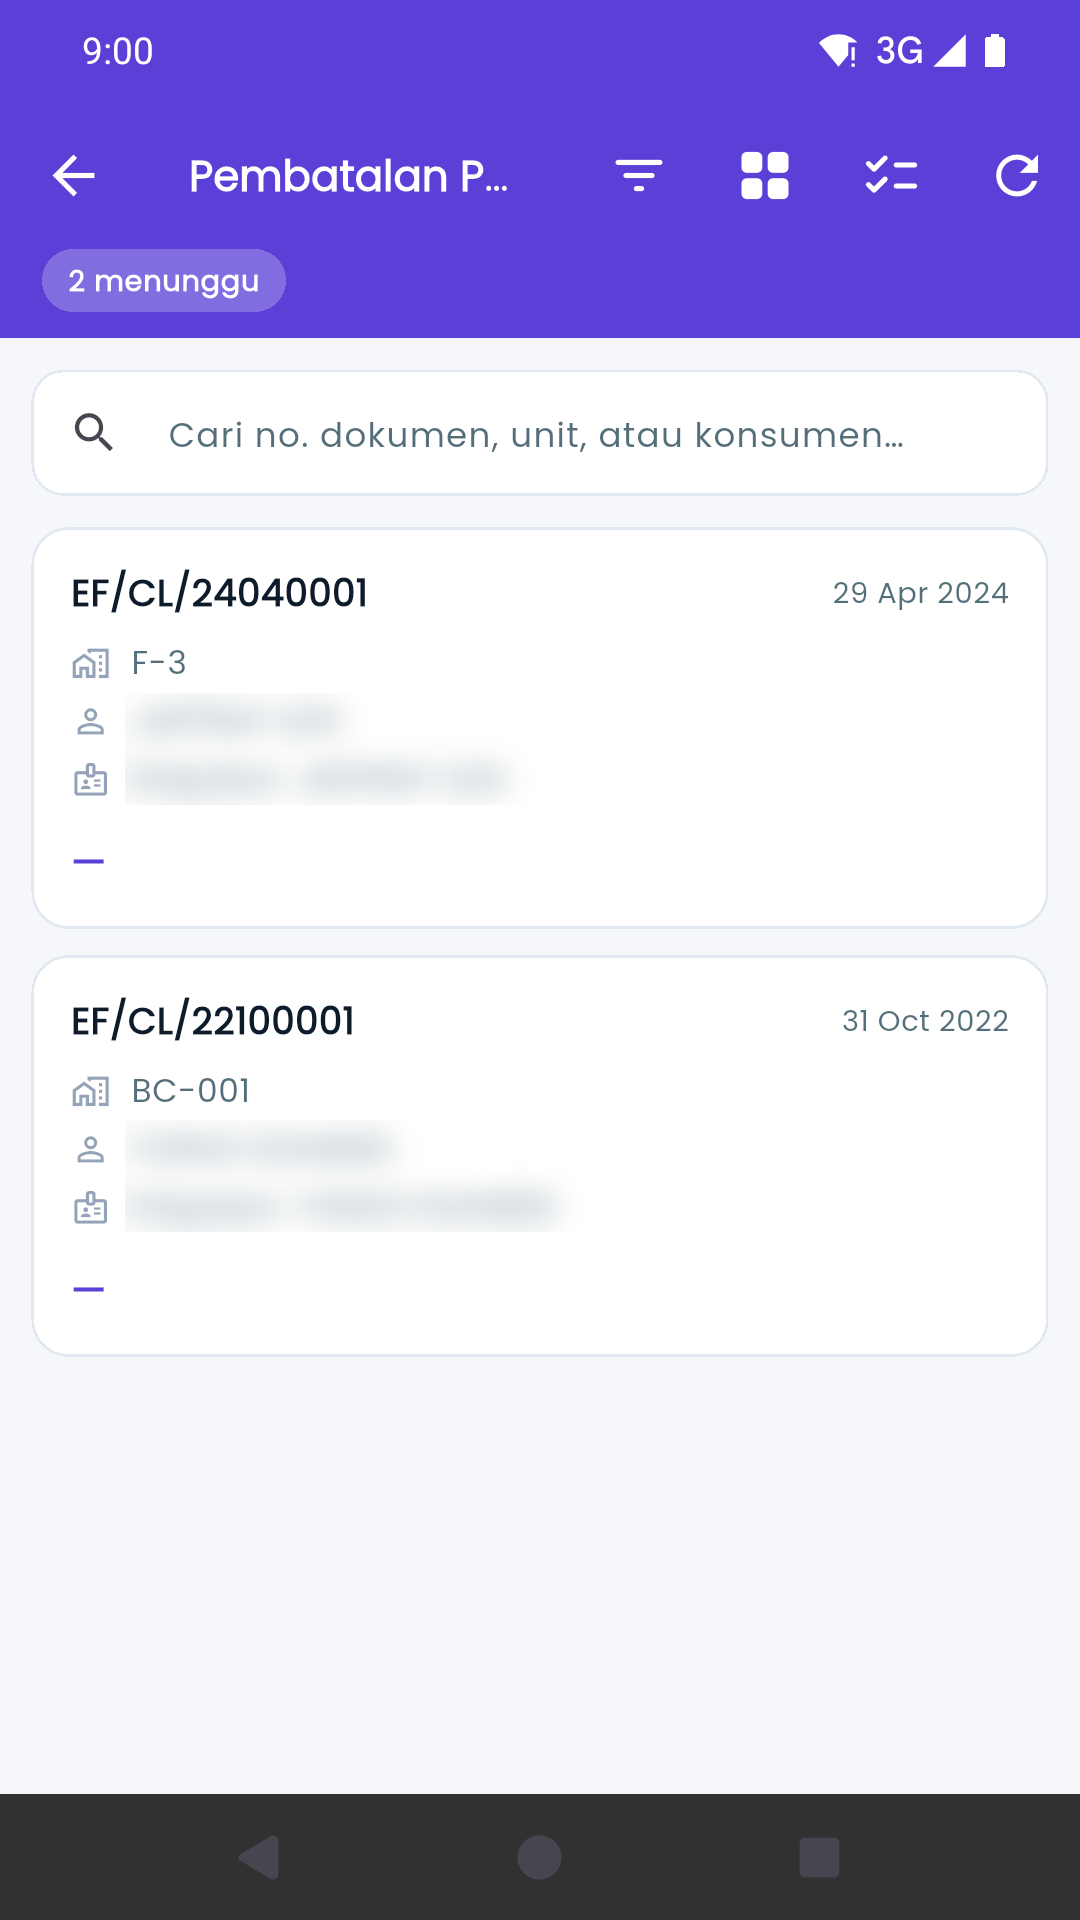 9:00
3G
Pembatalan P...
2 menunggu
Cari no. dokumen, unit, atau konsumen...
EF/CL/24040001
29 Apr 2024
F-3
EF/CL/22100001
31 Oct 2022
BC-001